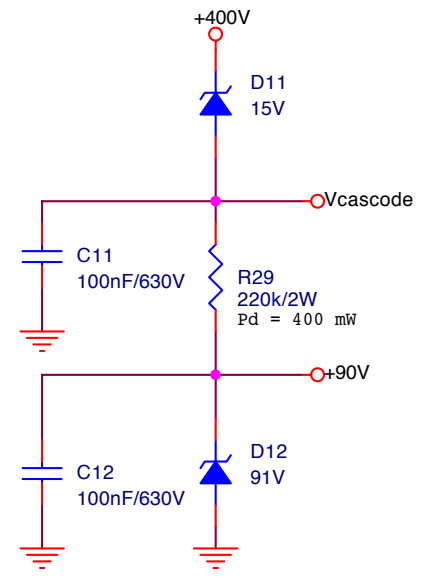 +400V
D11
15V
Vcascode
C11
100nF/630V
R29
220k/2W
Pd = 400 mW
+90V
D12
91V
C12
100nF/630V